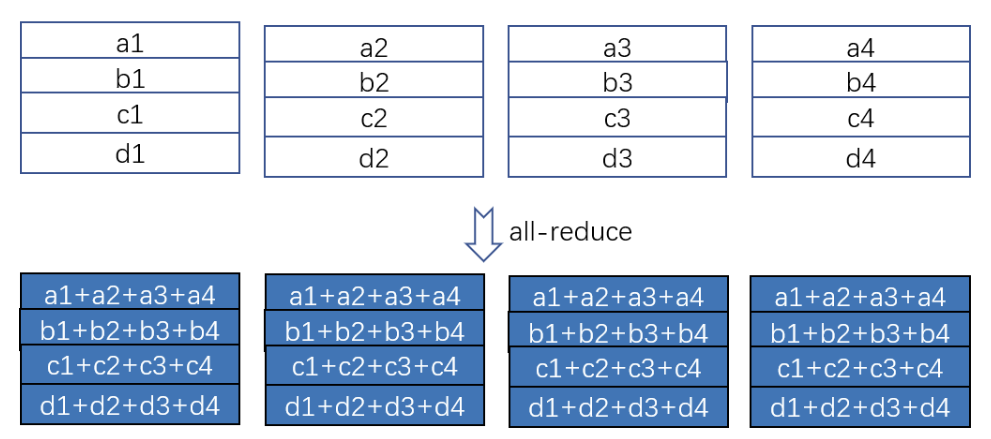 a1 a2 a3 a4
b1 b2 b3 b4
c1 c2 c3 c4
d1 d2 d3 d4
all-reduce
a1+a2+a3+a4 a1+a2+a3+a4 a1+a2+a3+a4 a1+a2+a3+a4
b1+b2+b3+b4 b1+b2+b3+b4 b1+b2+b3+b4 b1+b2+b3+b4
c1+c2+c3+c4 c1+c2+c3+c4 c1+c2+c3+c4 c1+c2+c3+c4
d1+d2+d3+d4 d1+d2+d3+d4 d1+d2+d3+d4 d1+d2+d3+d4